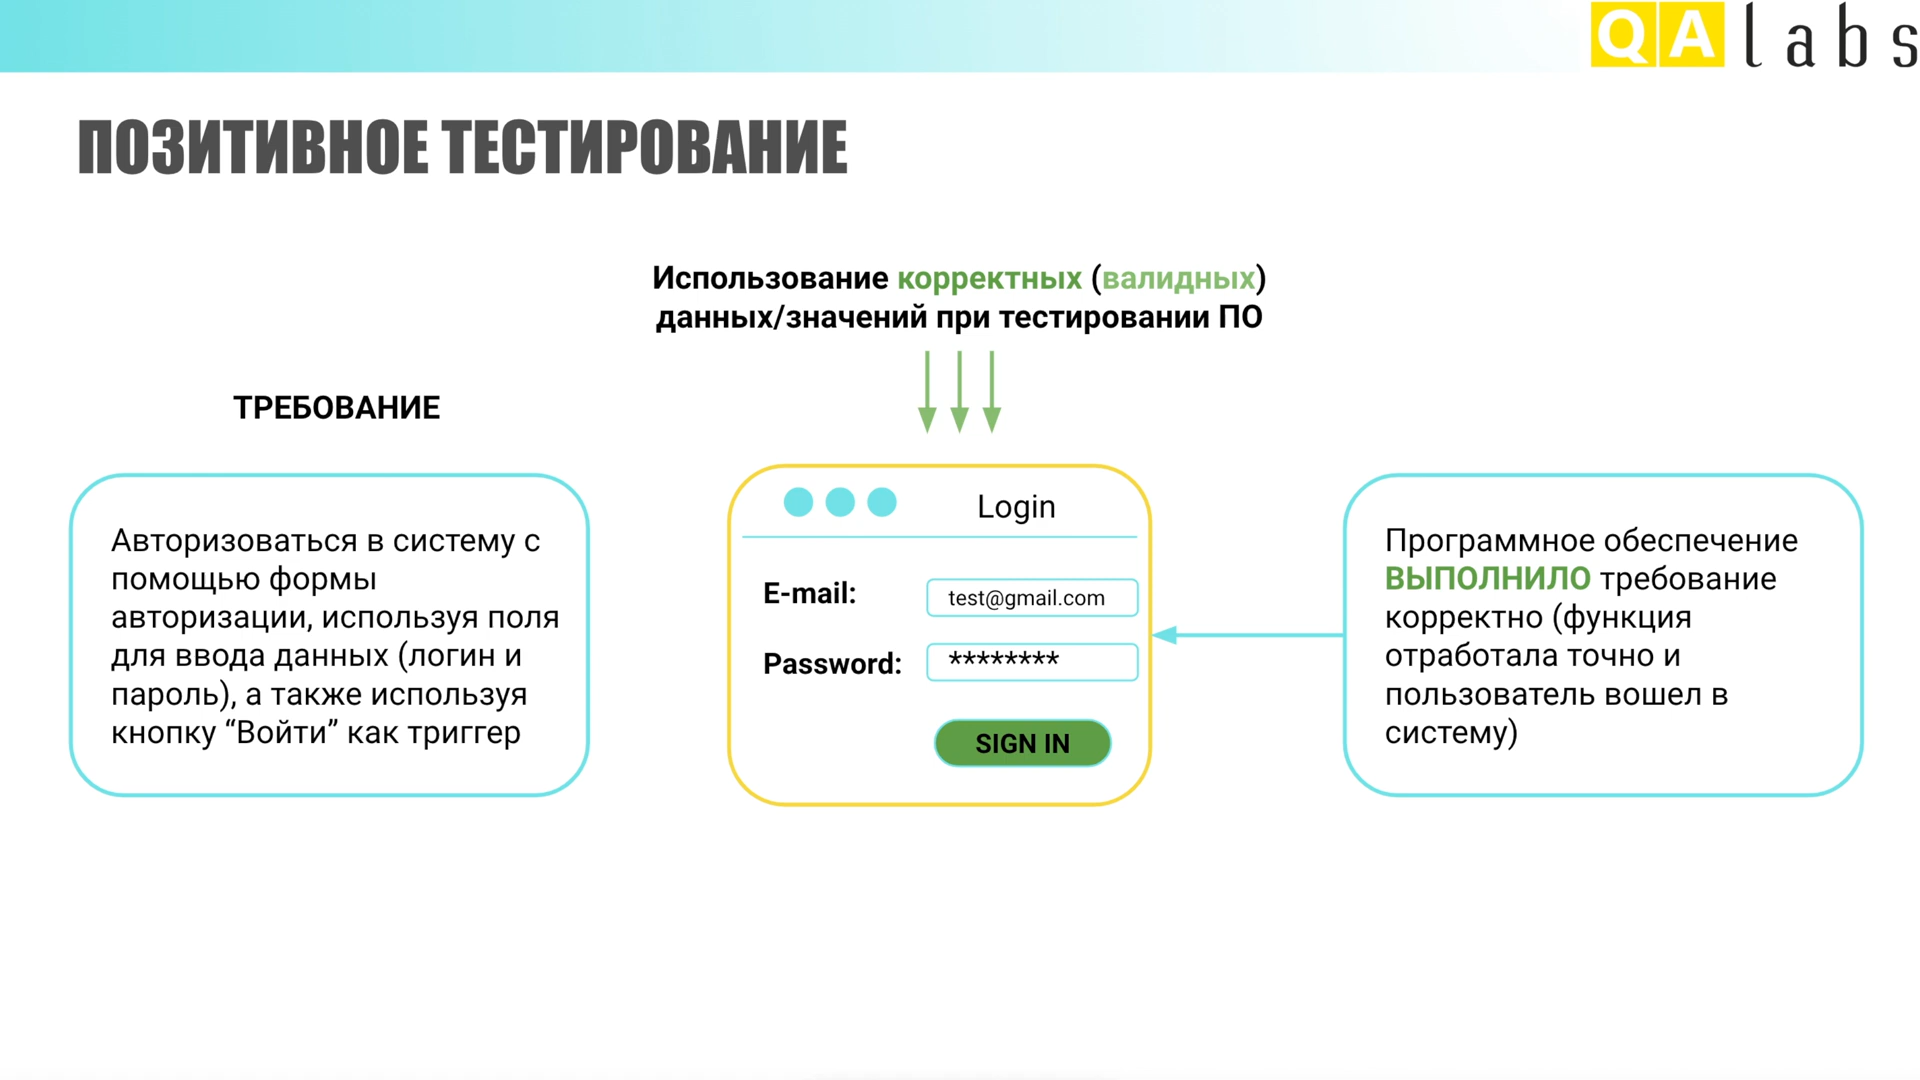 QA labs
ПОЗИТИВНОЕ ТЕСТИРОВАНИЕ
Использование корректных (валидных)
данных/значений при тестировании ПО
ТРЕБОВАНИЕ
Авторизоваться в систему с
помощью формы
авторизации, используя поля
для ввода данных (логин и
пароль), а также используя
кнопку “Войти” как триггер
Login
E-mail:
test@gmail.com
Password:
********
SIGN IN
Программное обеспечение
ВЫПОЛНИЛО требование
корректно (функция
отработала точно и
пользователь вошел в
систему)